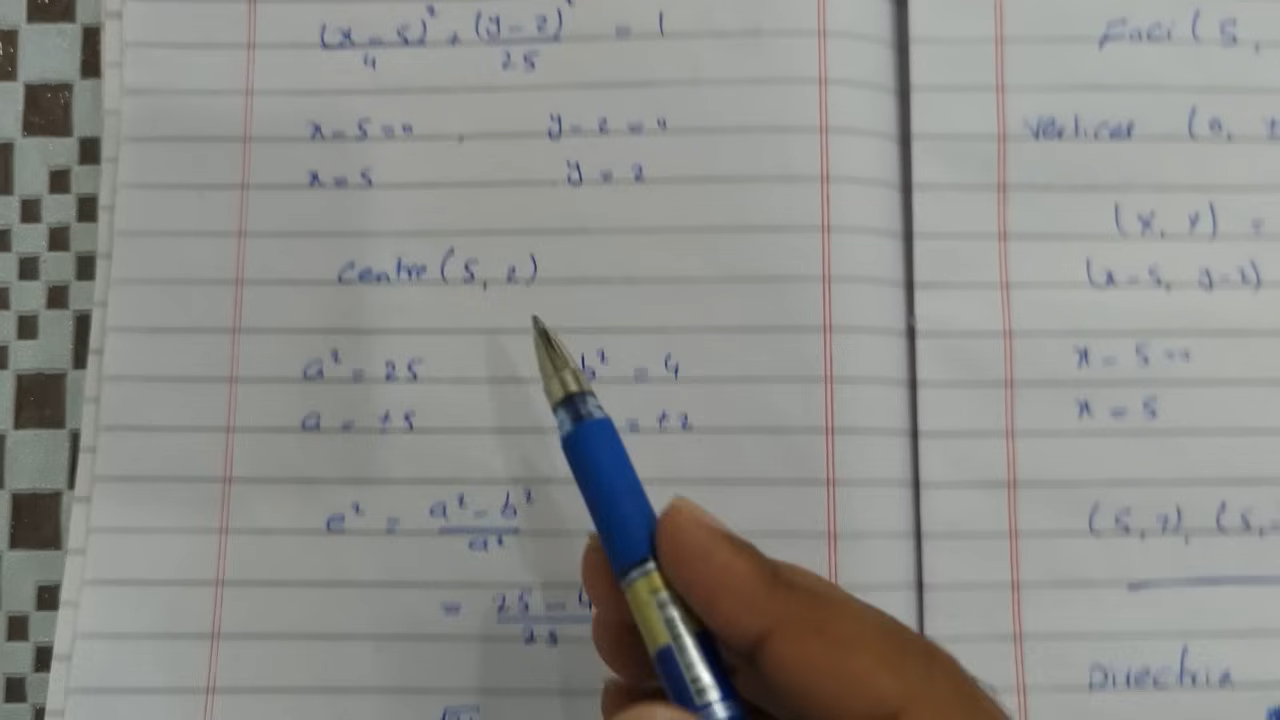 (x-5)² + (y-2)² = 1
4 25
x-5=0, y-2=0
x=5 y=2
Centre (5, 2)
a² = 25 b² = 4
a = ±5 = ±2
e² = a² - b²
a²
= 25 - 4
25
Foci (5,
Vertices (0,
(X, Y) =
(x-5, y-2)
x-5=0
x=5
(5,7), (5,-
Directrix